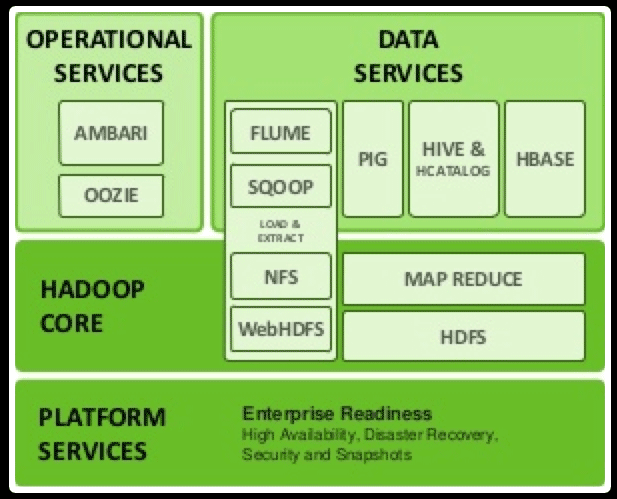 OPERATIONAL
SERVICES
AMBARI
OOZIE
DATA
SERVICES
FLUME
SQOOP
LOAD &
EXTRACT
NFS
WebHDFS
PIG
HIVE &
HCATALOG
HBASE
HADOOP
CORE
MAP REDUCE
HDFS
PLATFORM
SERVICES
Enterprise Readiness
High Availability, Disaster Recovery,
Security and Snapshots